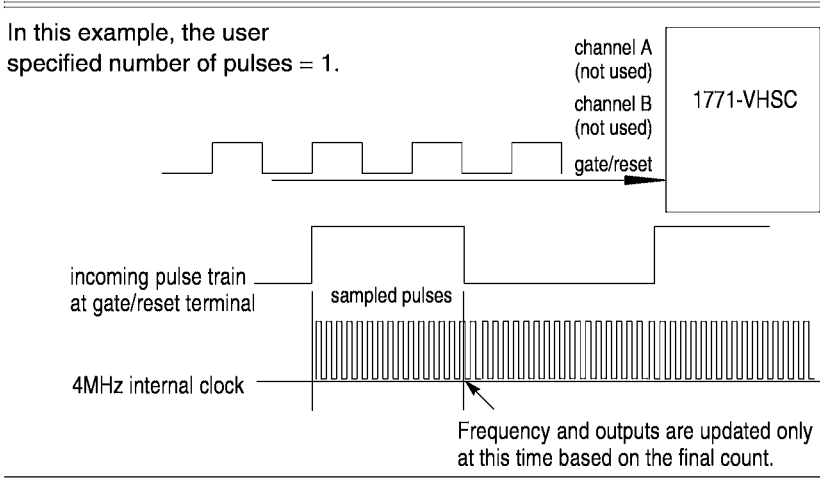 In this example, the user
specified number of pulses = 1.
channel A
(not used)
channel B
(not used)
gate/reset
1771-VHSC
incoming pulse train
at gate/reset terminal
sampled pulses
4MHz internal clock
Frequency and outputs are updated only
at this time based on the final count.